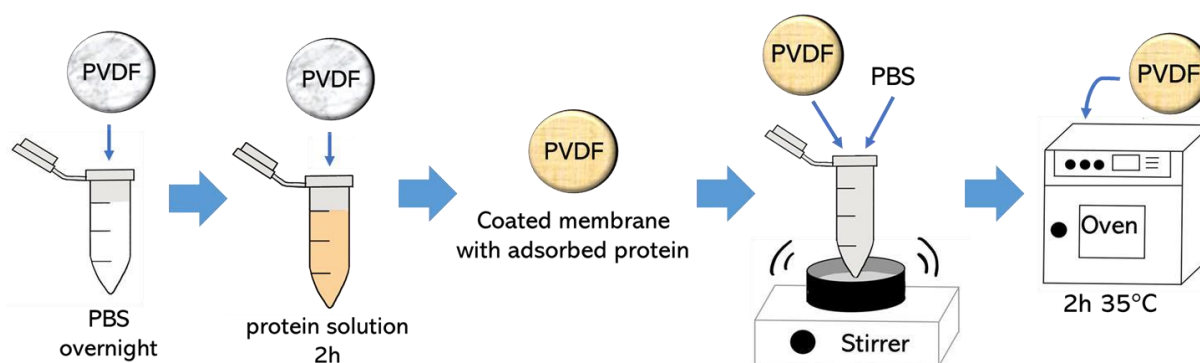 PVDF
PBS
overnight
PVDF
protein solution
2h
PVDF
Coated membrane
with adsorbed protein
PVDF
PBS
Stirrer
PVDF
Oven
2h 35°C